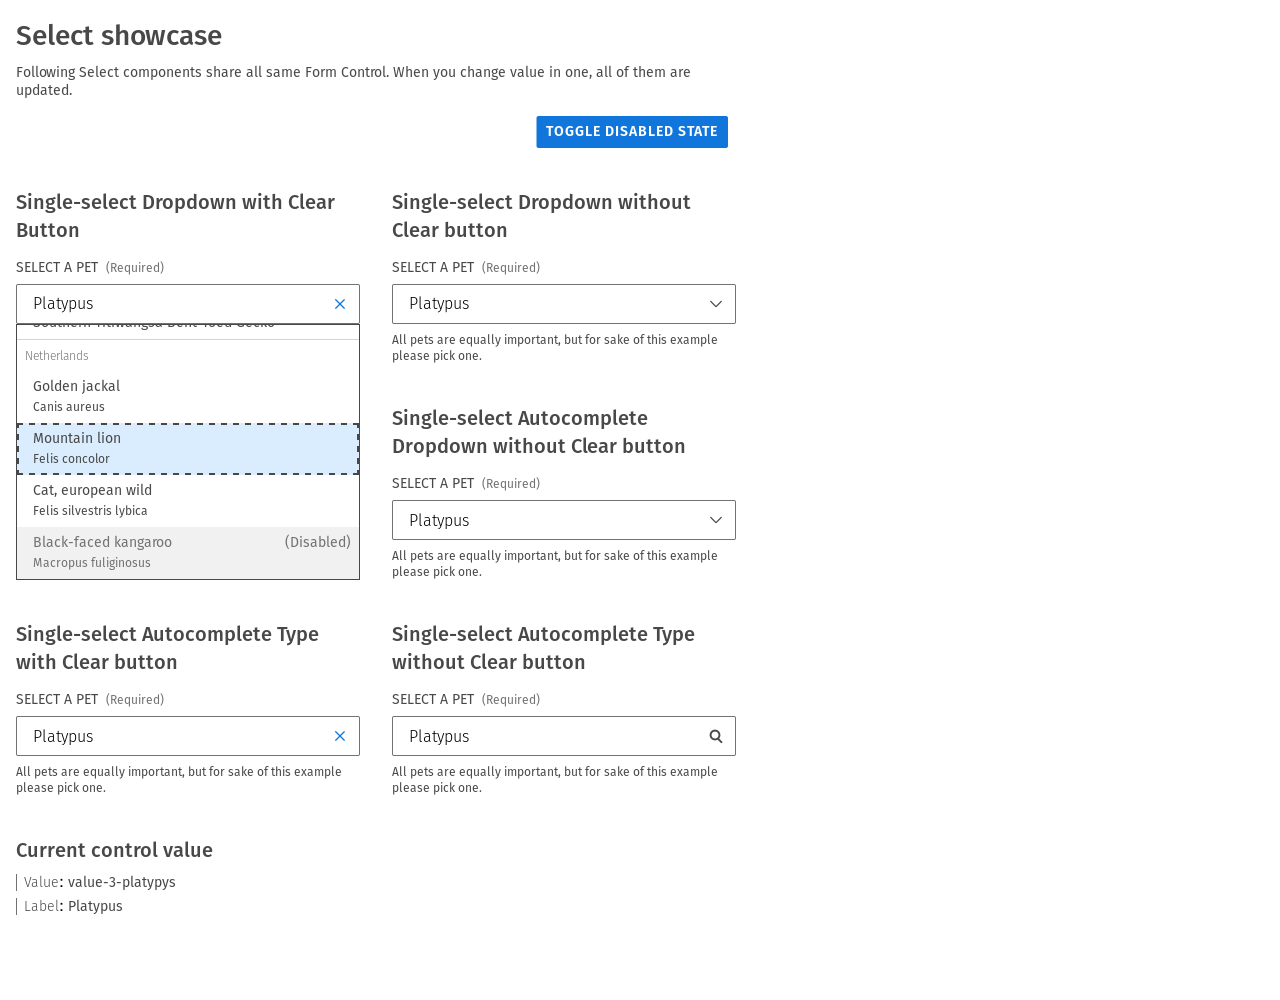 Select showcase
Following Select components share all same Form Control. When you change value in one, all of them are
updated.
TOGGLE DISABLED STATE
Single-select Dropdown with Clear
Button
SELECT A PET (Required)
Platypus
Netherlands
Golden jackal
Canis aureus
Mountain lion
Felis concolor
Cat, european wild
Felis silvestris lybica
Black-faced kangaroo (Disabled)
Macropus fuliginosus
Single-select Dropdown without
Clear button
SELECT A PET (Required)
Platypus
All pets are equally important, but for sake of this example
please pick one.
Single-select Autocomplete
Dropdown without Clear button
SELECT A PET (Required)
Platypus
All pets are equally important, but for sake of this example
please pick one.
Single-select Autocomplete Type
with Clear button
SELECT A PET (Required)
Platypus
All pets are equally important, but for sake of this example
please pick one.
Single-select Autocomplete Type
without Clear button
SELECT A PET (Required)
Platypus
All pets are equally important, but for sake of this example
please pick one.
Current control value
Value: value-3-platypys
Label: Platypus